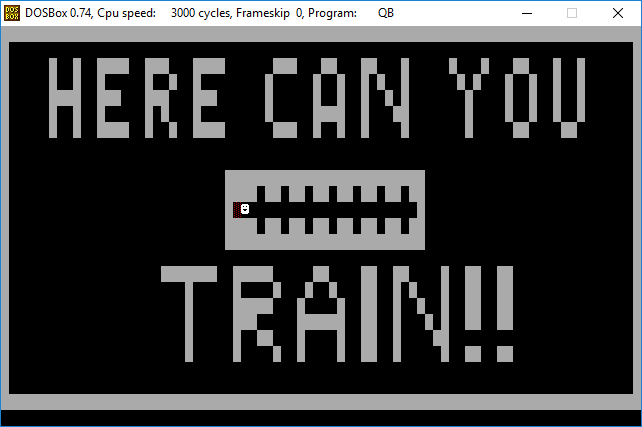 DOSBox 0.74, Cpu speed: 3000 cycles, Frameskip 0, Program: QB
HERE CAN YOU
TRAIN!!